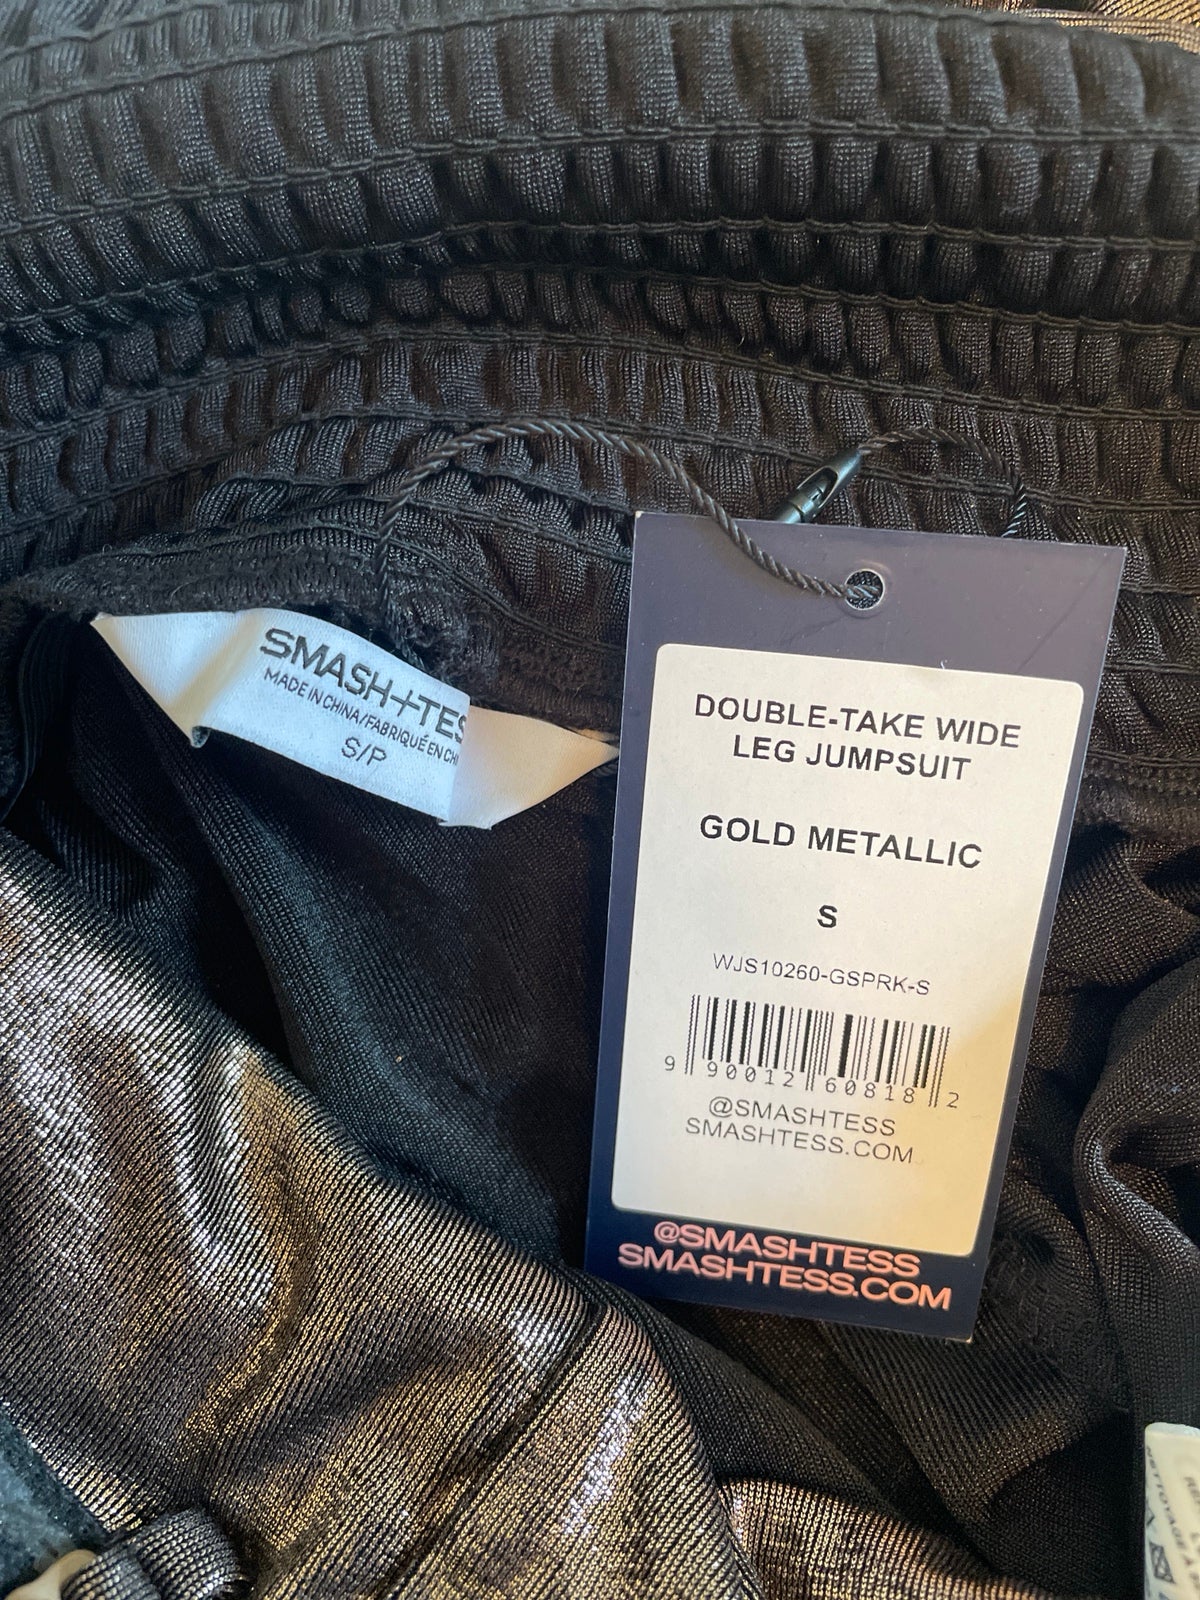 SMASH+TES
MADE IN CHINA/FABRIQUÉ EN CHI
S/P
DOUBLE-TAKE WIDE
LEG JUMPSUIT
GOLD METALLIC
S
WJS10260-GSPRK-S
9 90012 60818 2
@SMASHTESS
SMASHTESS.COM
@SMASHTESS
SMASHTESS.COM